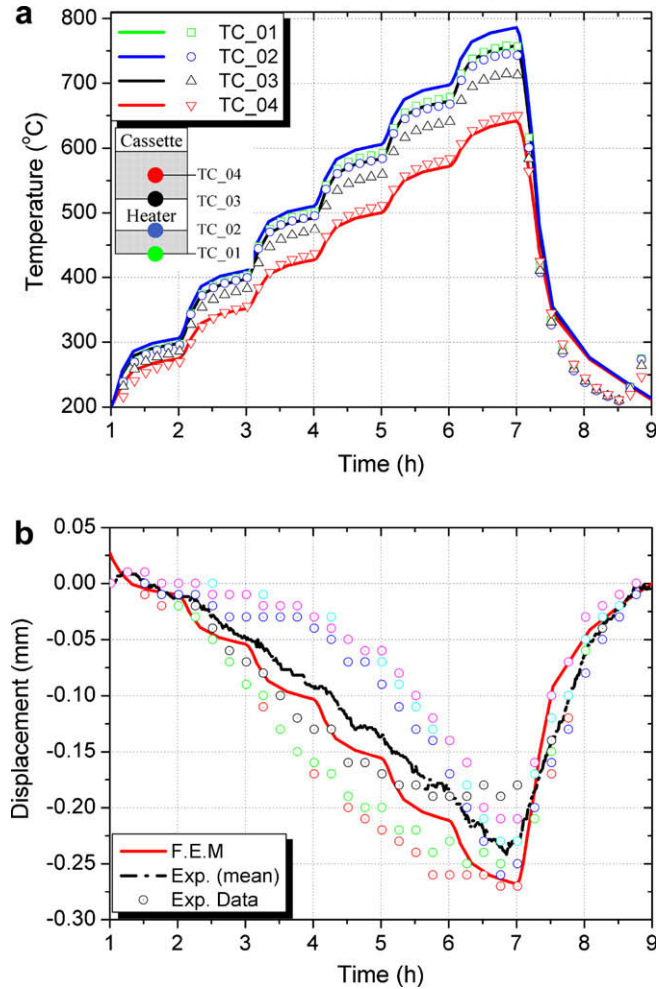 a
800
700
600
500
400
300
200
Temperature (°C)
TC_01
TC_02
TC_03
TC_04
Cassette
TC_04
TC_03
Heater
TC_02
TC_01
1 2 3 4 5 6 7 8 9
Time (h)
b
0.05
0.00
-0.05
-0.10
-0.15
-0.20
-0.25
-0.30
Displacement (mm)
F.E.M
Exp. (mean)
Exp. Data
1 2 3 4 5 6 7 8 9
Time (h)